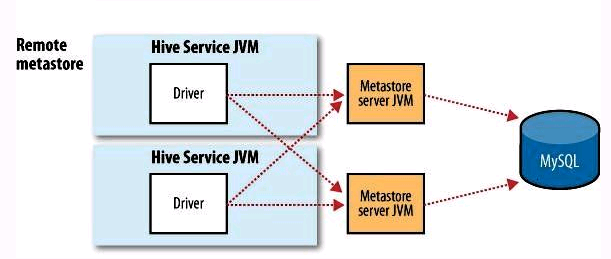 Remote
metastore
Hive Service JVM
Driver
Metastore
server JVM
Hive Service JVM
Driver
Metastore
server JVM
MySQL